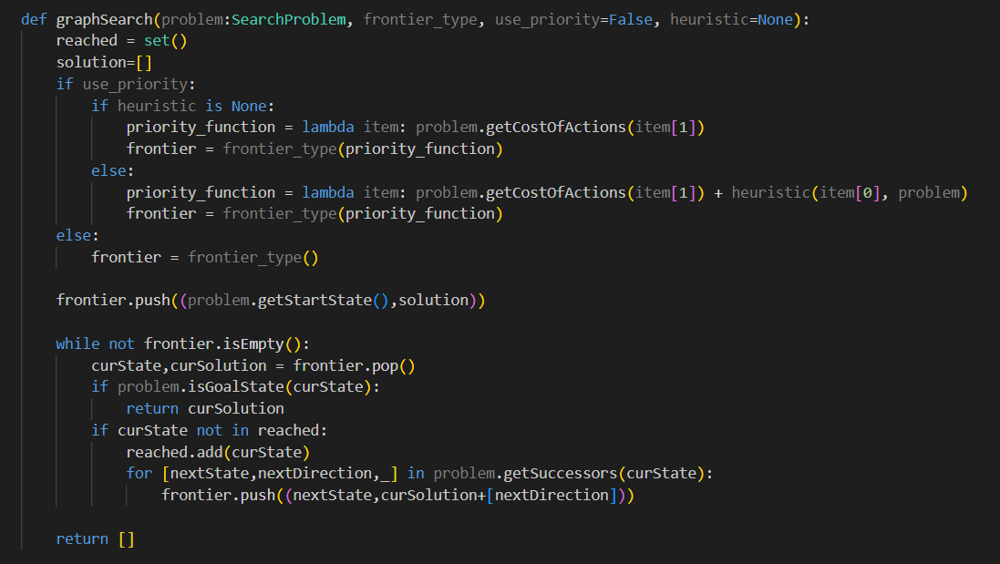 def graphSearch(problem:SearchProblem, frontier_type, use_priority=False, heuristic=None):
    reached = set()
    solution=[]
    if use_priority:
        if heuristic is None:
            priority_function = lambda item: problem.getCostOfActions(item[1])
            frontier = frontier_type(priority_function)
        else:
            priority_function = lambda item: problem.getCostOfActions(item[1]) + heuristic(item[0], problem)
            frontier = frontier_type(priority_function)
    else:
        frontier = frontier_type()

    frontier.push((problem.getStartState(),solution))

    while not frontier.isEmpty():
        curState,curSolution = frontier.pop()
        if problem.isGoalState(curState):
            return curSolution
        if curState not in reached:
            reached.add(curState)
            for [nextState,nextDirection,_] in problem.getSuccessors(curState):
                frontier.push((nextState,curSolution+[nextDirection]))

    return []